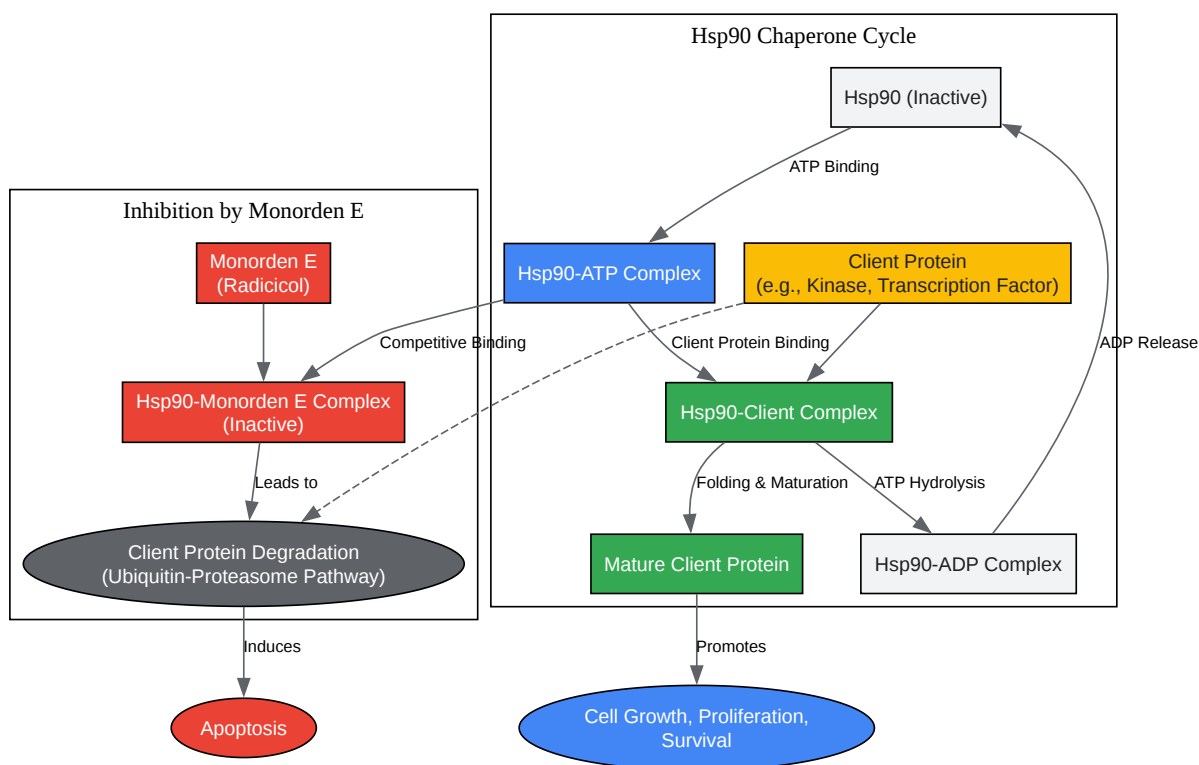 Hsp90 Chaperone Cycle
Hsp90 (Inactive)
ATP Binding
Inhibition by Monorden E
Monorden E
(Radicicol)
Hsp90-ATP Complex
Client Protein
(e.g., Kinase, Transcription Factor)
Competitive Binding
Client Protein Binding
ADP Release
Hsp90-Monorden E Complex
(Inactive)
Hsp90-Client Complex
Leads to
Folding & Maturation
ATP Hydrolysis
Client Protein Degradation
(Ubiquitin-Proteasome Pathway)
Mature Client Protein
Hsp90-ADP Complex
Induces
Promotes
Apoptosis
Cell Growth, Proliferation,
Survival